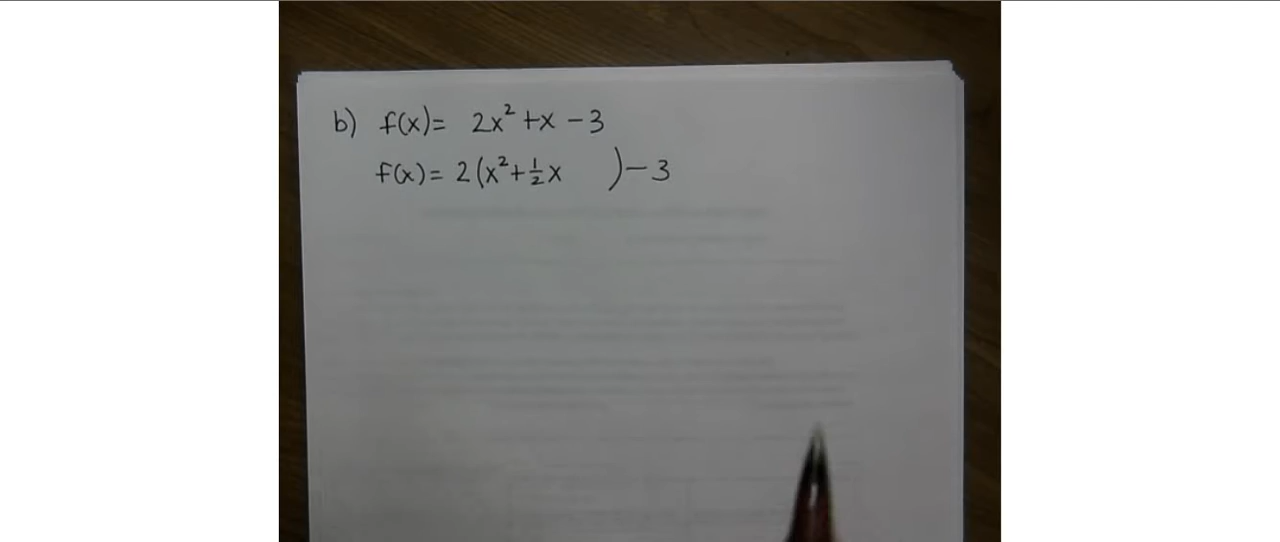 b) f(x)= 2x² + x - 3
f(x) = 2(x² + ½x ) - 3